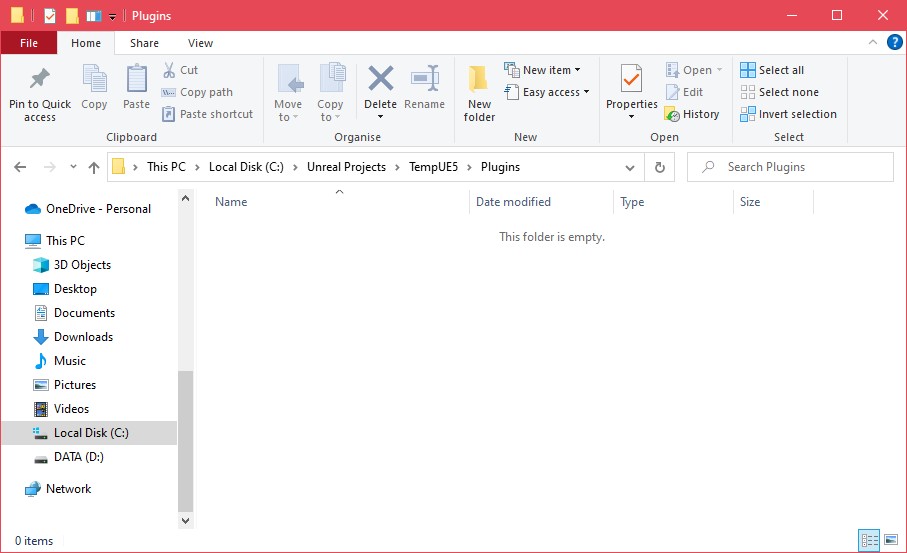 Plugins
File Home Share View
Pin to Quick access
Copy
Paste
Cut
Copy path
Paste shortcut
Clipboard
Move to
Copy to
Delete
Rename
Organise
New folder
New item
Easy access
New
Properties
Open
Edit
History
Open
Select all
Select none
Invert selection
Select
This PC > Local Disk (C:) > Unreal Projects > TempUE5 > Plugins
Search Plugins
OneDrive - Personal
This PC
3D Objects
Desktop
Documents
Downloads
Music
Pictures
Videos
Local Disk (C:)
DATA (D:)
Network
Name Date modified Type Size
This folder is empty.
0 items